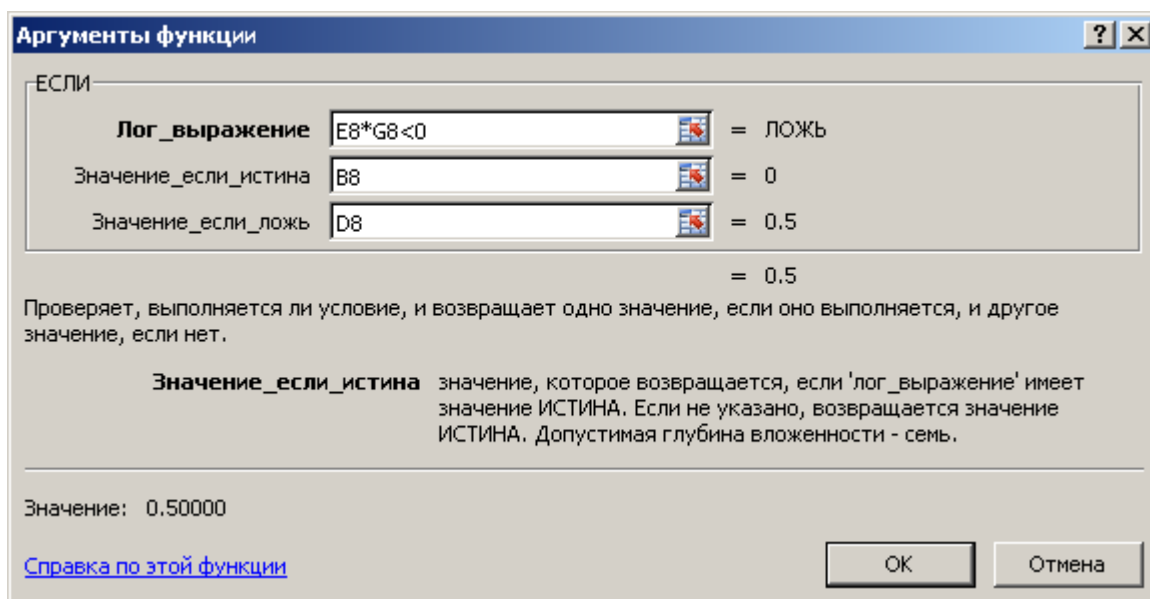 Аргументы функции
ЕСЛИ
Лог_выражение E8*G8<0 = ЛОЖЬ
Значение_если_истина B8 = 0
Значение_если_ложь D8 = 0.5
= 0.5
Проверяет, выполняется ли условие, и возвращает одно значение, если оно выполняется, и другое
значение, если нет.
Значение_если_истина значение, которое возвращается, если 'лог_выражение' имеет
значение ИСТИНА. Если не указано, возвращается значение
ИСТИНА. Допустимая глубина вложенности - семь.
Значение: 0.50000
Справка по этой функции
ОК
Отмена